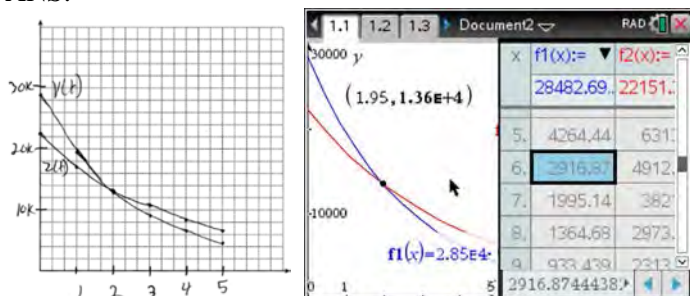 30K
y(t)
20K
z(t)
10K
1 2 3 4 5
1.1 1.2 1.3 Document2 RAD
30000 y
(1.95, 1.36E+4)
10000
f1(x)=2.85E4·
0 1 5
x f1(x):= f2(x):=
28482.69.. 22151.
5. 4264.44 631
6. 2916.87 4912.
7. 1995.14 382
8. 1364.68 2973.
9. 933.439 2313.
2916.8744438